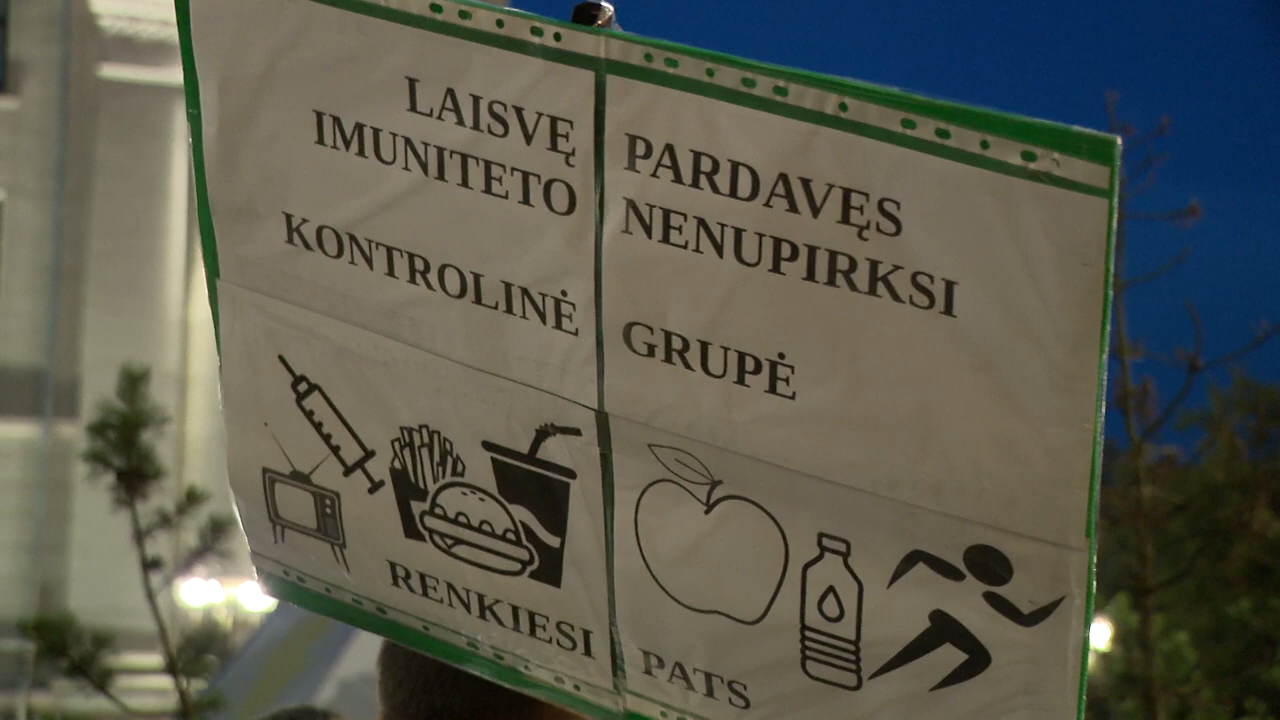 LAISVĘ PARDAVĘS
IMUNITETO NENUPIRKSI
KONTROLINĖ GRUPĖ
RENKIESI PATS